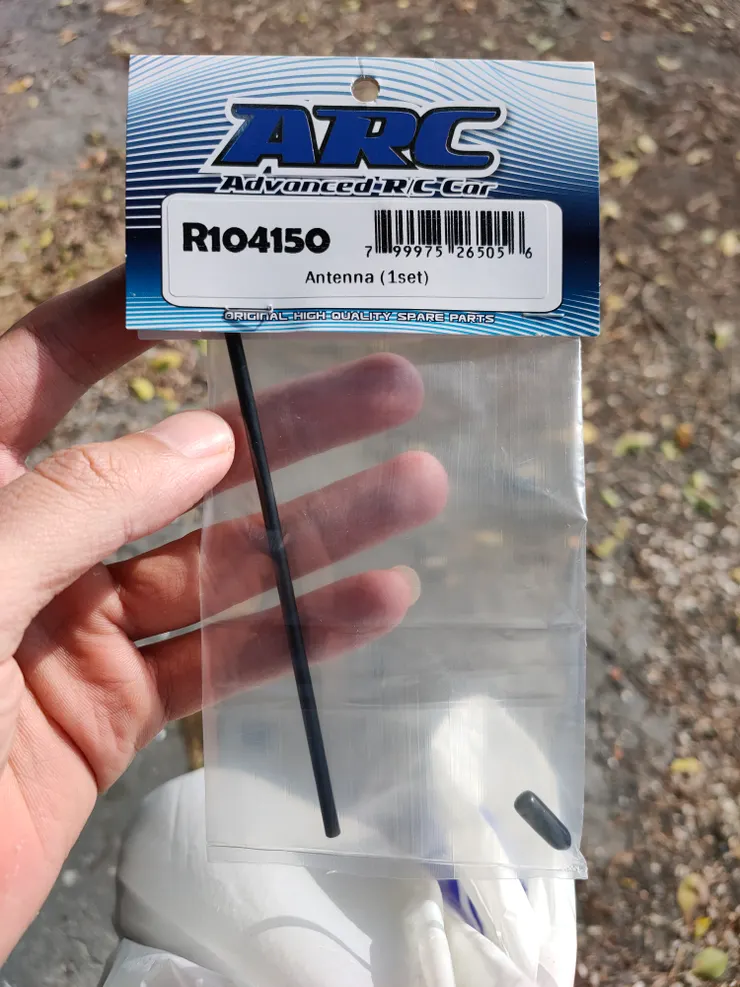 ARC
Advanced R/C Car
R104150
7 99975 26505 6
Antenna (1set)
ORIGINAL HIGH QUALITY SPARE PARTS